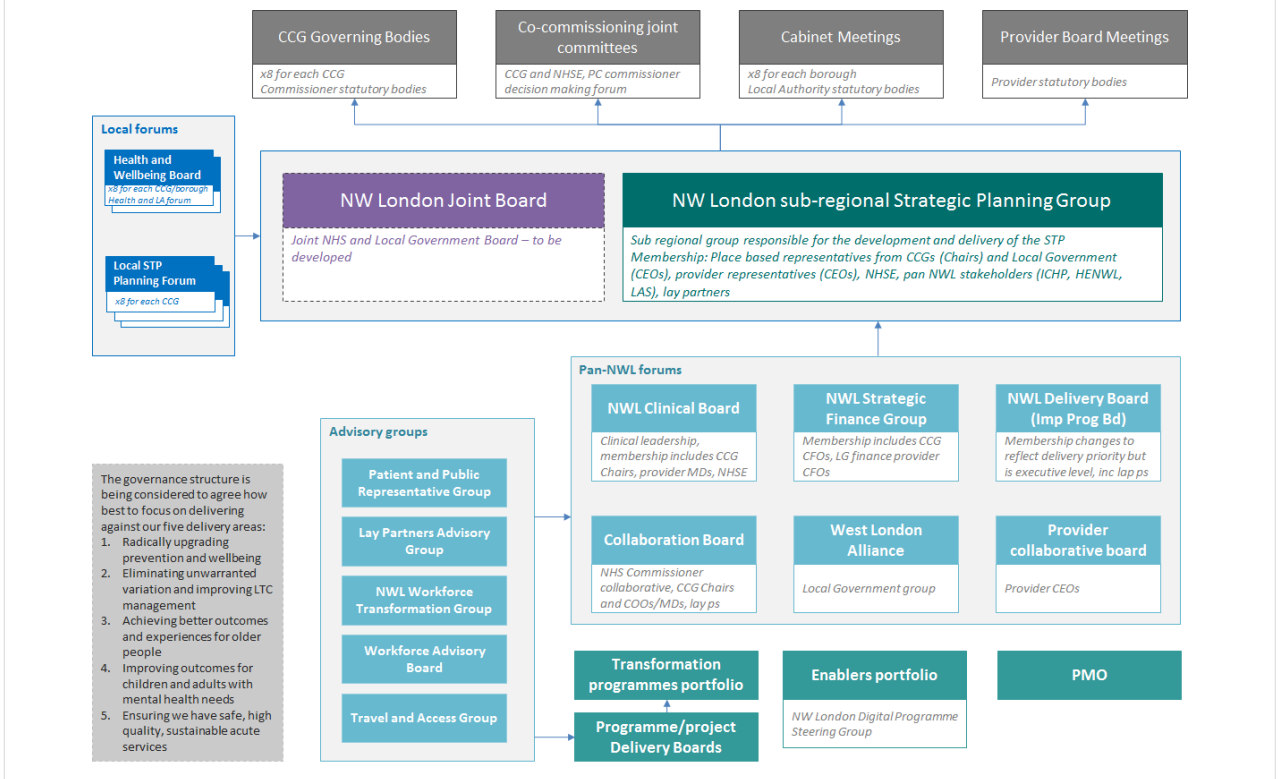 CCG Governing Bodies
x8 for each CCG
Commissioner statutory bodies
Co-commissioning joint
committees
CCG and NHSE, PC commissioner
decision making forum
Cabinet Meetings
x8 for each borough
Local Authority statutory bodies
Provider Board Meetings
Provider statutory bodies
Local forums
Health and
Wellbeing Board
x8 for each CCG/borough
Health and LA forum
Local STP
Planning Forum
x8 for each CCG
NW London Joint Board
Joint NHS and Local Government Board – to be
developed
NW London sub-regional Strategic Planning Group
Sub regional group responsible for the development and delivery of the STP
Membership: Place based representatives from CCGs (Chairs) and Local Government
(CEOs), provider representatives (CEOs), NHSE, pan NWL stakeholders (ICHP, HENWL,
LAS), lay partners
Pan-NWL forums
NWL Clinical Board
Clinical leadership,
membership includes CCG
Chairs, provider MDs, NHSE
NWL Strategic
Finance Group
Membership includes CCG
CFOs, LG finance provider
CFOs
NWL Delivery Board
(Imp Prog Bd)
Membership changes to
reflect delivery priority but
is executive level, inc lap ps
Collaboration Board
NHS Commissioner
collaborative, CCG Chairs
and COOs/MDs, lay ps
West London
Alliance
Local Government group
Provider
collaborative board
Provider CEOs
Advisory groups
Patient and Public
Representative Group
Lay Partners Advisory
Group
NWL Workforce
Transformation Group
Workforce Advisory
Board
Travel and Access Group
The governance structure is
being considered to agree how
best to focus on delivering
against our five delivery areas:
1. Radically upgrading
prevention and wellbeing
2. Eliminating unwarranted
variation and improving LTC
management
3. Achieving better outcomes
and experiences for older
people
4. Improving outcomes for
children and adults with
mental health needs
5. Ensuring we have safe, high
quality, sustainable acute
services
Transformation
programmes portfolio
Programme/project
Delivery Boards
Enablers portfolio
NW London Digital Programme
Steering Group
PMO